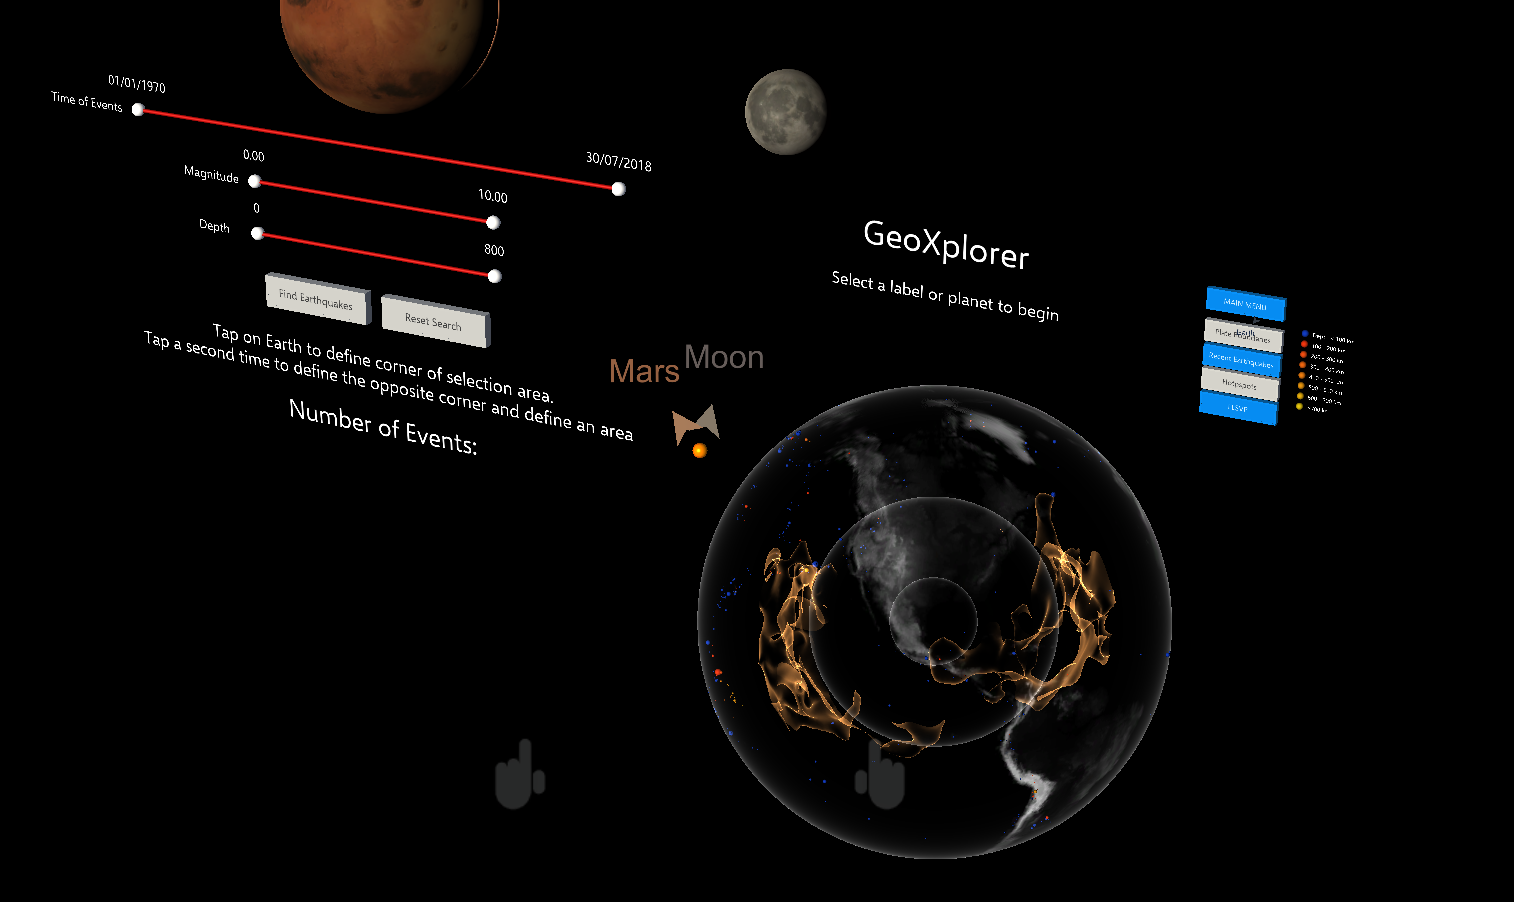 01/01/1970
Time of Events
30/07/2018
0.00
Magnitude
10.00
0
Depth
800
Find Earthquakes
Reset Search
Tap on Earth to define corner of selection area.
Tap a second time to define the opposite corner and define an area
Number of Events:
GeoXplorer
Select a label or planet to begin
Mars
Moon
MAIN MENU
Plate Boundaries
Recent Earthquakes
Hotspots